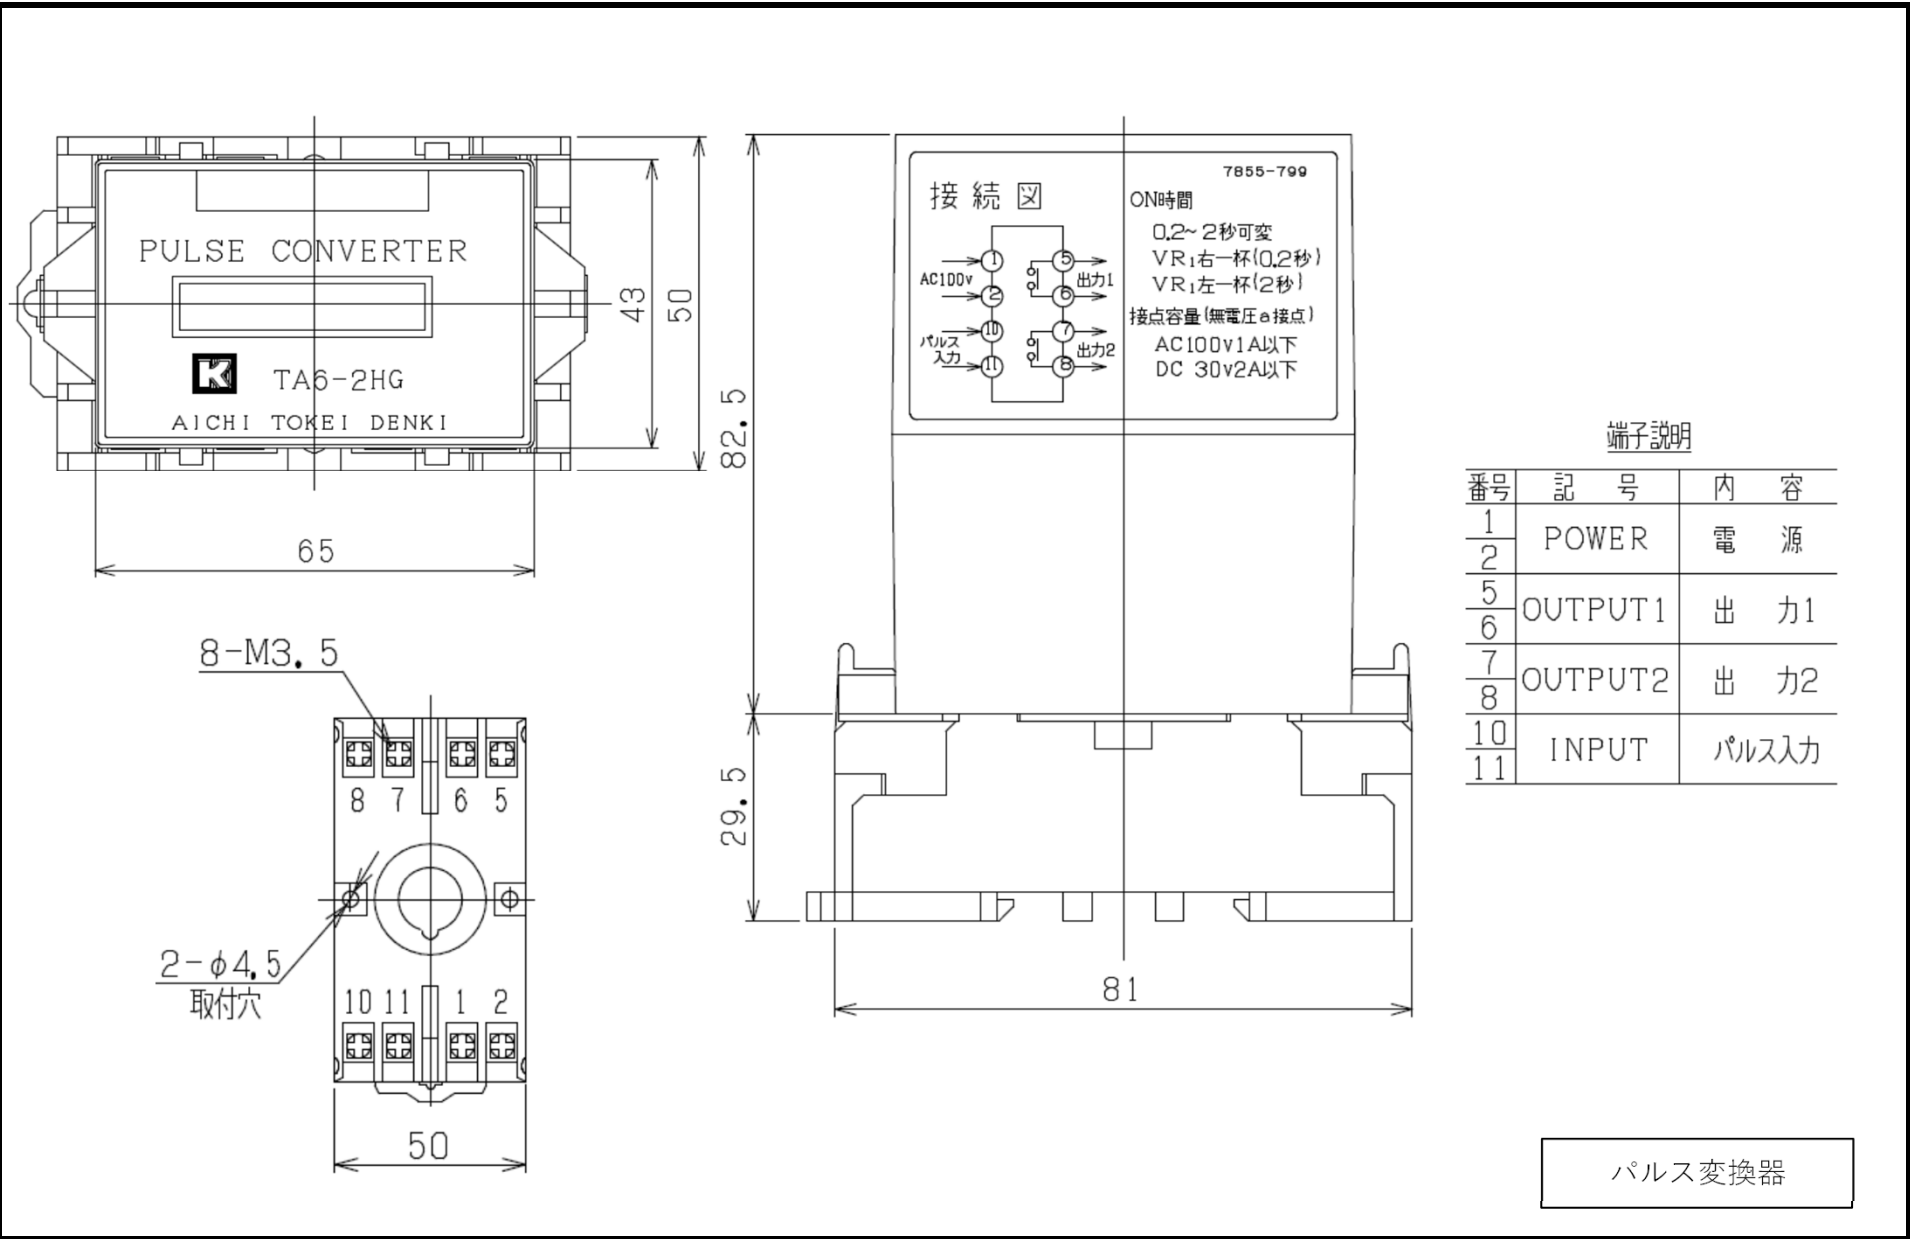 PULSE CONVERTER
K
TA6-2HG
AICHI TOKEI DENKI
43
50
65
8-M3.5
8 7 6 5
2-φ4.5
取付穴
10 11 1 2
50
82.5
29.5
81
7855-799
接続図
1 5
AC100v
出力1
2 6
10 7
パルス
入力
出力2
11 8
ON時間
0.2~2秒可変
VR₁右一杯(0.2秒)
VR₁左一杯(2秒)
接点容量(無電圧a接点)
AC100v1A以下
DC 30v2A以下
端子説明
番号 記 号 内 容
1
2
POWER 電 源
5
6
OUTPUT1 出 力1
7
8
OUTPUT2 出 力2
10
11
INPUT パルス入力
パルス変換器